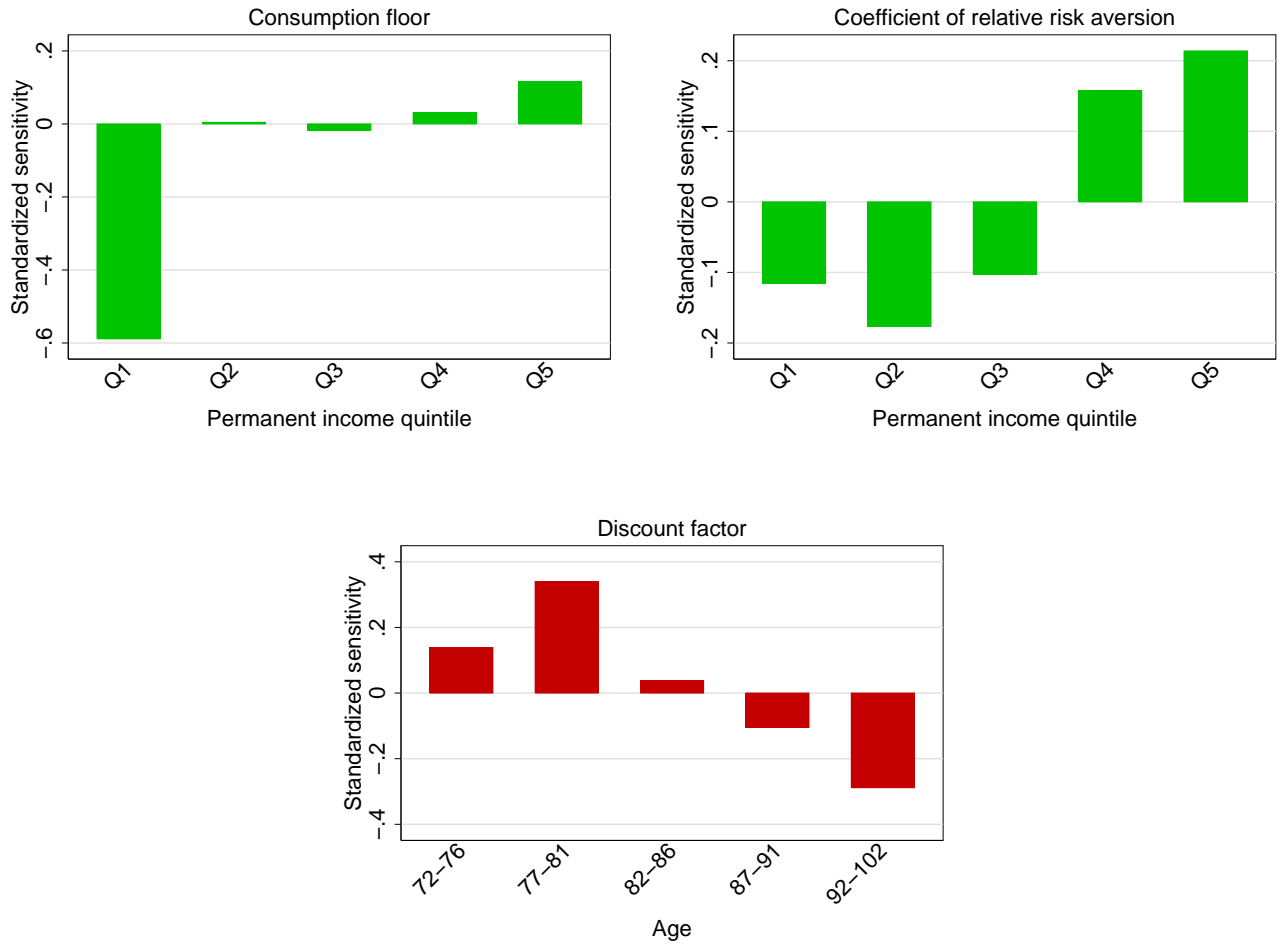 Consumption floor
Standardized sensitivity
.2
0
−.2
−.4
−.6
Q1
Q2
Q3
Q4
Q5
Permanent income quintile
Coefficient of relative risk aversion
Standardized sensitivity
.2
.1
0
−.1
−.2
Q1
Q2
Q3
Q4
Q5
Permanent income quintile
Discount factor
Standardized sensitivity
.4
.2
0
−.2
−.4
72−76
77−81
82−86
87−91
92−102
Age